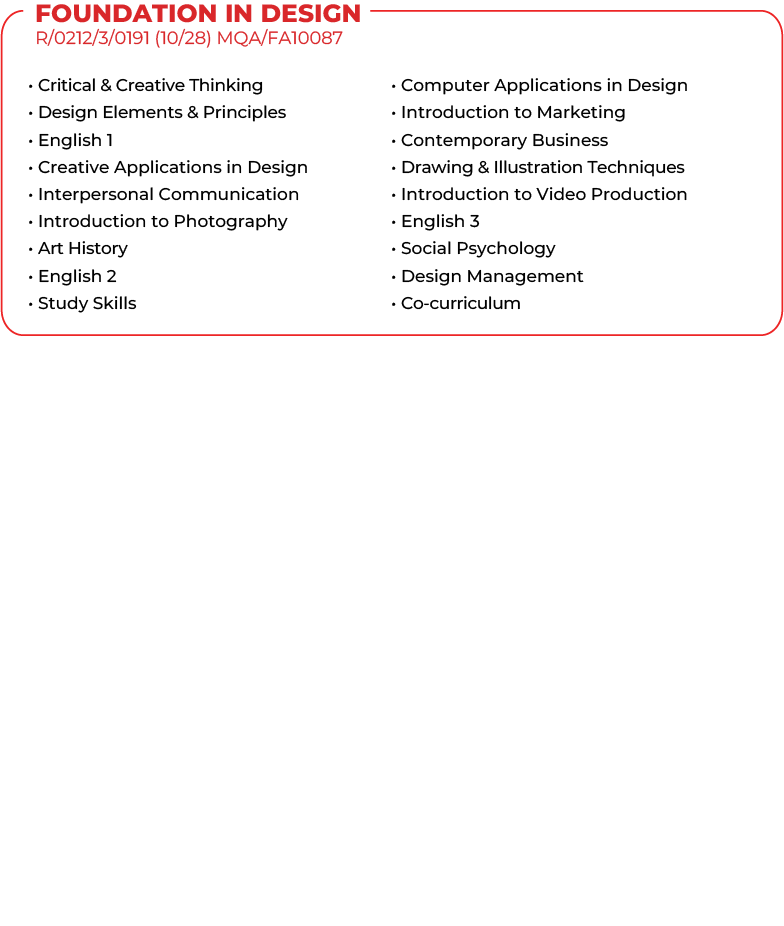 FOUNDATION IN DESIGN
R/0212/3/0191 (10/28) MQA/FA10087
• Critical & Creative Thinking
• Design Elements & Principles
• English 1
• Creative Applications in Design
• Interpersonal Communication
• Introduction to Photography
• Art History
• English 2
• Study Skills
• Computer Applications in Design
• Introduction to Marketing
• Contemporary Business
• Drawing & Illustration Techniques
• Introduction to Video Production
• English 3
• Social Psychology
• Design Management
• Co-curriculum